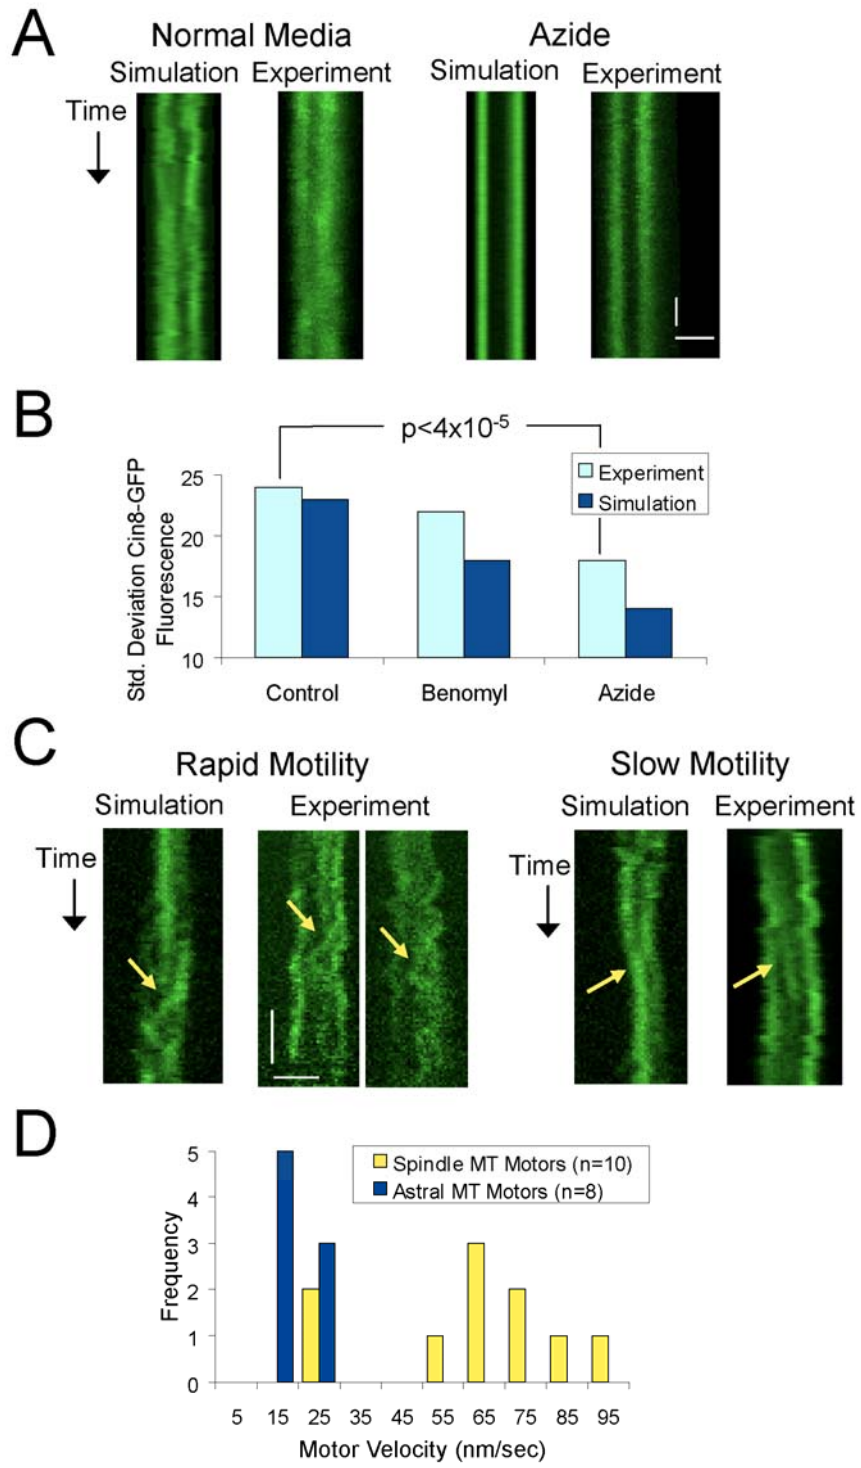 A
Normal Media
Azide
Simulation Experiment
Simulation Experiment
Time
B
p<4x10-5
Std. Deviation Cin8-GFP
Fluorescence
25
20
15
10
Experiment
Simulation
Control
Benomyl
Azide
C
Rapid Motility
Slow Motility
Simulation
Experiment
Simulation
Experiment
Time
Time
D
Frequency
5
4
3
2
1
0
Spindle MT Motors (n=10)
Astral MT Motors (n=8)
5 15 25 35 45 55 65 75 85 95
Motor Velocity (nm/sec)